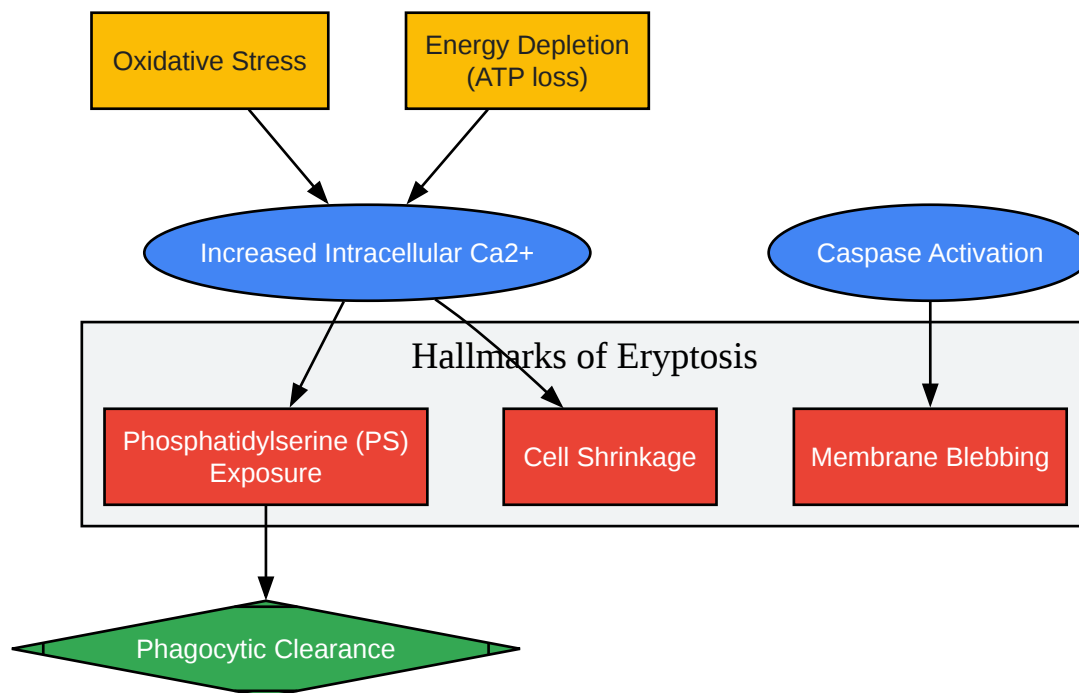 Oxidative Stress
Energy Depletion
(ATP loss)
Increased Intracellular Ca2+
Caspase Activation
Hallmarks of Eryptosis
Phosphatidylserine (PS)
Exposure
Cell Shrinkage
Membrane Blebbing
Phagocytic Clearance